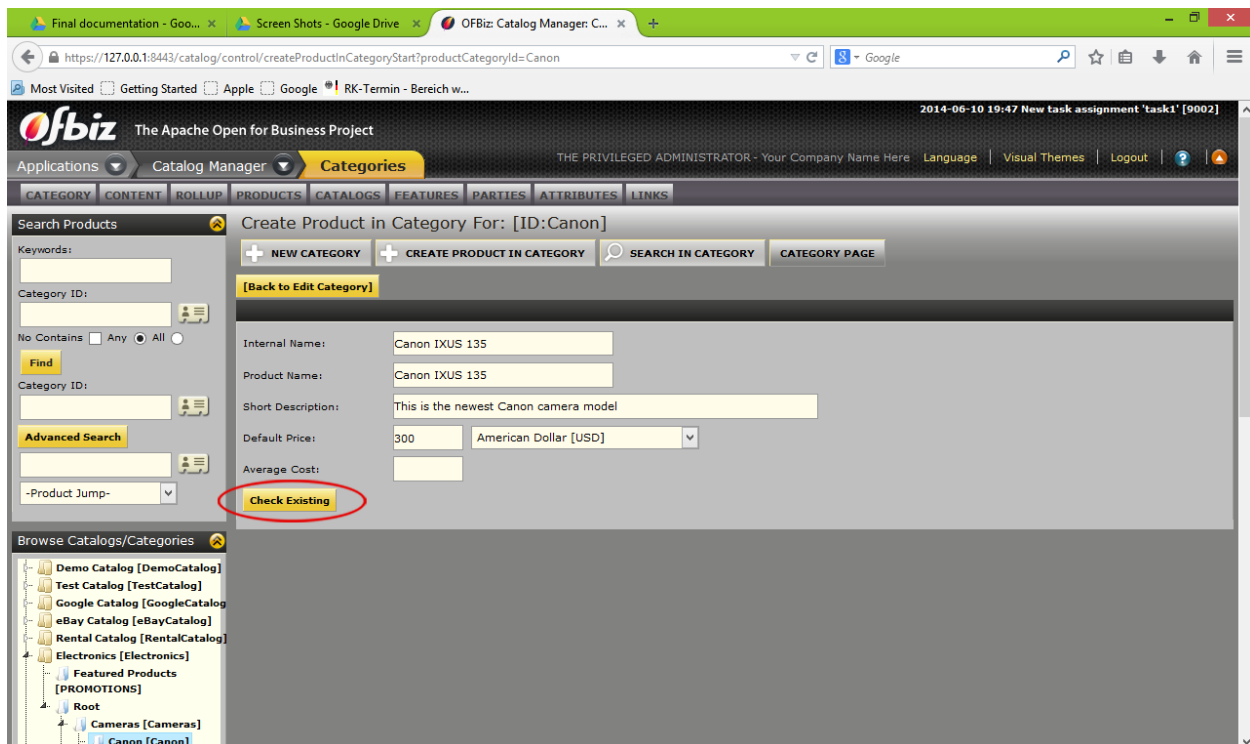 Final documentation - Goo... ×
Screen Shots - Google Drive ×
OFBiz: Catalog Manager: C... ×
https://127.0.0.1:8443/catalog/control/createProductInCategoryStart?productCategoryId=Canon
Google
Most Visited Getting Started Apple Google RK-Termin - Bereich w...
2014-06-10 19:47 New task assignment 'task1' [9002]
Ofbiz The Apache Open for Business Project
Applications Catalog Manager Categories
THE PRIVILEGED ADMINISTRATOR - Your Company Name Here Language | Visual Themes | Logout | ? |
CATEGORY CONTENT ROLLUP PRODUCTS CATALOGS FEATURES PARTIES ATTRIBUTES LINKS
Search Products
Keywords:
Category ID:
No Contains Any All
Find
Category ID:
Advanced Search
-Product Jump-
Browse Catalogs/Categories
Demo Catalog [DemoCatalog]
Test Catalog [TestCatalog]
Google Catalog [GoogleCatalog
eBay Catalog [eBayCatalog]
Rental Catalog [RentalCatalog]
Electronics [Electronics]
Featured Products
[PROMOTIONS]
Root
Cameras [Cameras]
Canon [Canon]
Create Product in Category For: [ID:Canon]
NEW CATEGORY CREATE PRODUCT IN CATEGORY SEARCH IN CATEGORY CATEGORY PAGE
[Back to Edit Category]
Internal Name: Canon IXUS 135
Product Name: Canon IXUS 135
Short Description: This is the newest Canon camera model
Default Price: 300 American Dollar [USD]
Average Cost:
Check Existing